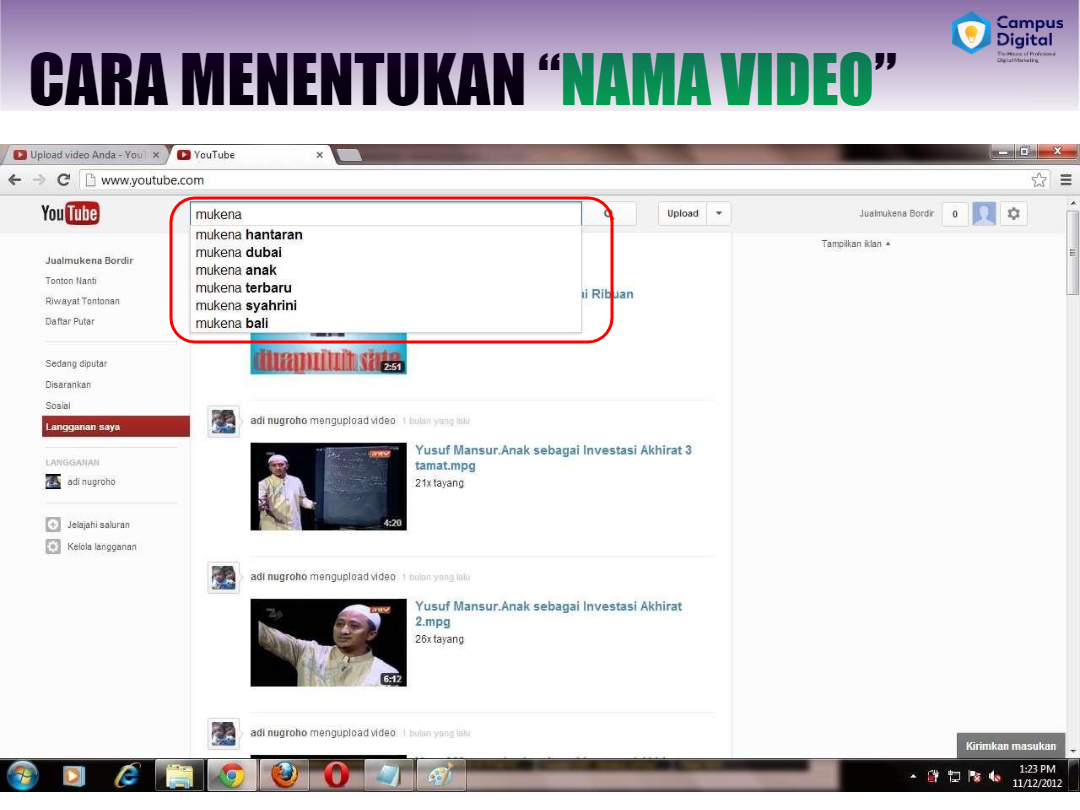 Campus
Digital
The House of Profesional
Digital Marketing
CARA MENENTUKAN “NAMA VIDEO”
Upload video Anda - YouT
YouTube
www.youtube.com
YouTube
mukena
Upload
Jualmukena Bordir
0
mukena hantaran
mukena dubai
mukena anak
mukena terbaru
mukena syahrini
mukena bali
Tampilkan iklan
Jualmukena Bordir
Tonton Nanti
Riwayat Tontonan
Daftar Putar
Sedang diputar
Disarankan
Sosial
Langganan saya
LANGGANAN
adi nugroho
Jelajahi saluran
Kelola langganan
ai Ribuan
2:51
adi nugroho mengupload video 1 bulan yang lalu
Yusuf Mansur.Anak sebagai Investasi Akhirat 3
tamat.mpg
21x tayang
4:20
adi nugroho mengupload video 1 bulan yang lalu
Yusuf Mansur.Anak sebagai Investasi Akhirat
2.mpg
26x tayang
6:12
adi nugroho mengupload video 1 bulan yang lalu
Kirimkan masukan
1:23 PM
11/12/2012